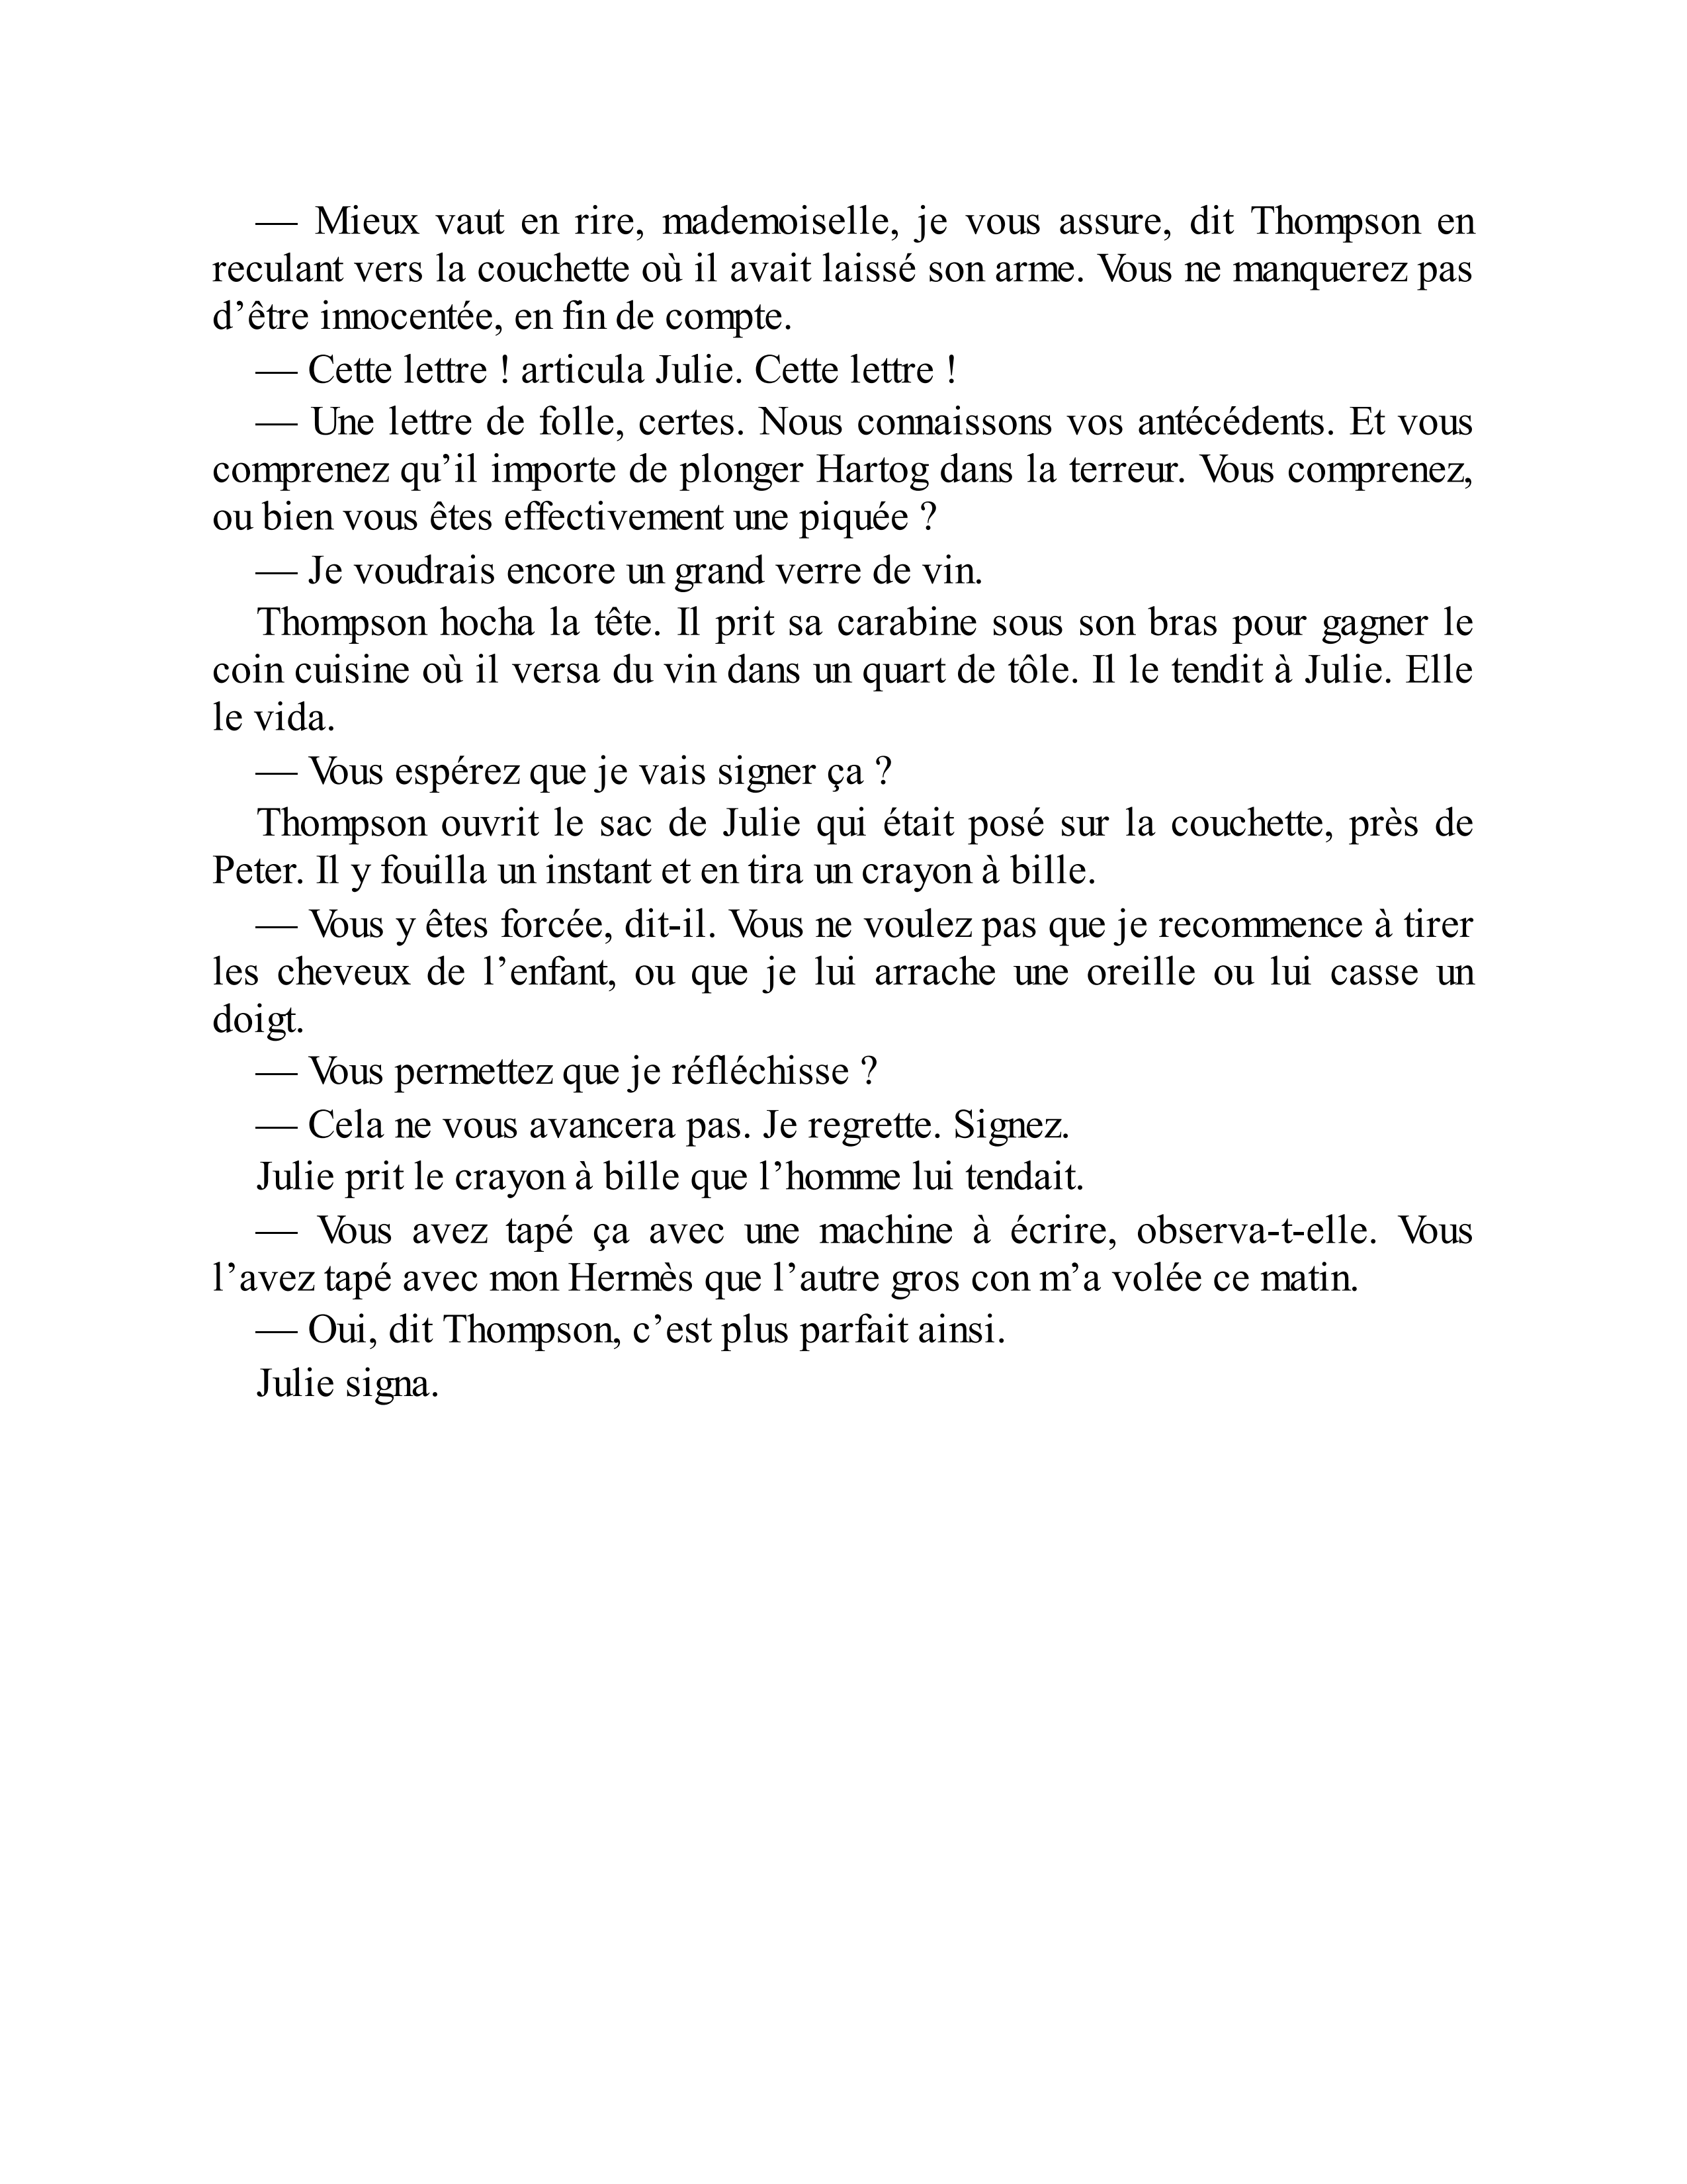 — Mieux vaut en rire, mademoiselle, je vous assure, dit Thompson en
reculant vers la couchette où il avait laissé son arme. Vous ne manquerez pas
d’être innocentée, en fin de compte.
— Cette lettre ! articula Julie. Cette lettre !
— Une lettre de folle, certes. Nous connaissons vos antécédents. Et vous
comprenez qu’il importe de plonger Hartog dans la terreur. Vous comprenez,
ou bien vous êtes effectivement une piquée ?
— Je voudrais encore un grand verre de vin.
Thompson hocha la tête. Il prit sa carabine sous son bras pour gagner le
coin cuisine où il versa du vin dans un quart de tôle. Il le tendit à Julie. Elle
le vida.
— Vous espérez que je vais signer ça ?
Thompson ouvrit le sac de Julie qui était posé sur la couchette, près de
Peter. Il y fouilla un instant et en tira un crayon à bille.
— Vous y êtes forcée, dit-il. Vous ne voulez pas que je recommence à tirer
les cheveux de l’enfant, ou que je lui arrache une oreille ou lui casse un
doigt.
— Vous permettez que je réfléchisse ?
— Cela ne vous avancera pas. Je regrette. Signez.
Julie prit le crayon à bille que l’homme lui tendait.
— Vous avez tapé ça avec une machine à écrire, observa-t-elle. Vous
l’avez tapé avec mon Hermès que l’autre gros con m’a volée ce matin.
— Oui, dit Thompson, c’est plus parfait ainsi.
Julie signa.